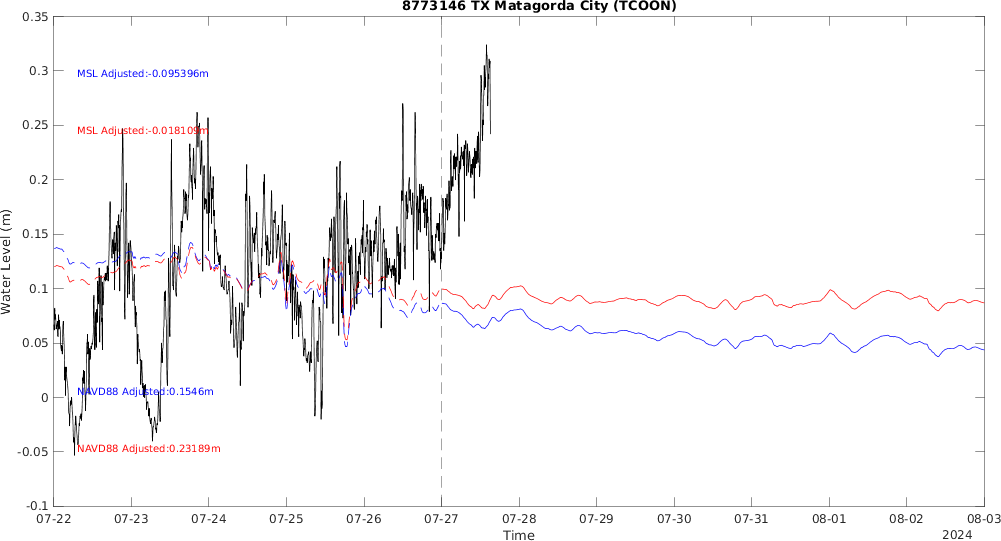 8773146 TX Matagorda City (TCOON)
0.35
0.3
0.25
0.2
0.15
0.1
0.05
0
-0.05
-0.1
Water Level (m)
MSL Adjusted:-0.095396m
MSL Adjusted:-0.018109m
NAVD88 Adjusted:0.1546m
NAVD88 Adjusted:0.23189m
07-22 07-23 07-24 07-25 07-26 07-27 07-28 07-29 07-30 07-31 08-01 08-02 08-03
Time
2024